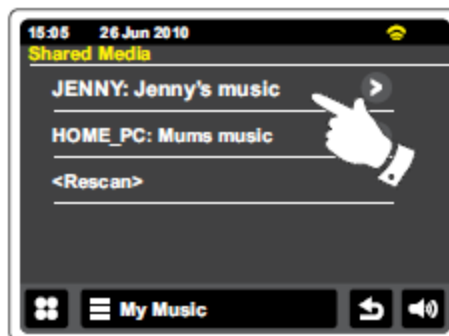 15:05 26 Jun 2010
Shared Media
JENNY: Jenny's music
HOME_PC: Mums music
<Rescan>
My Music